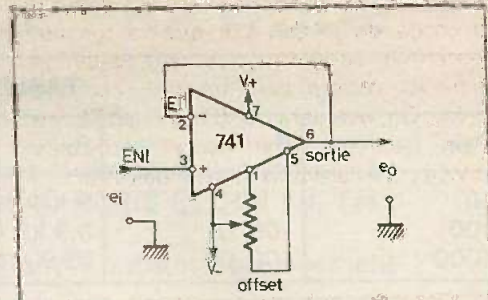 V+
EI
7
2 -
741
6
ENI
3 +
5 sortie
ei
4
1
eo
V-
offset